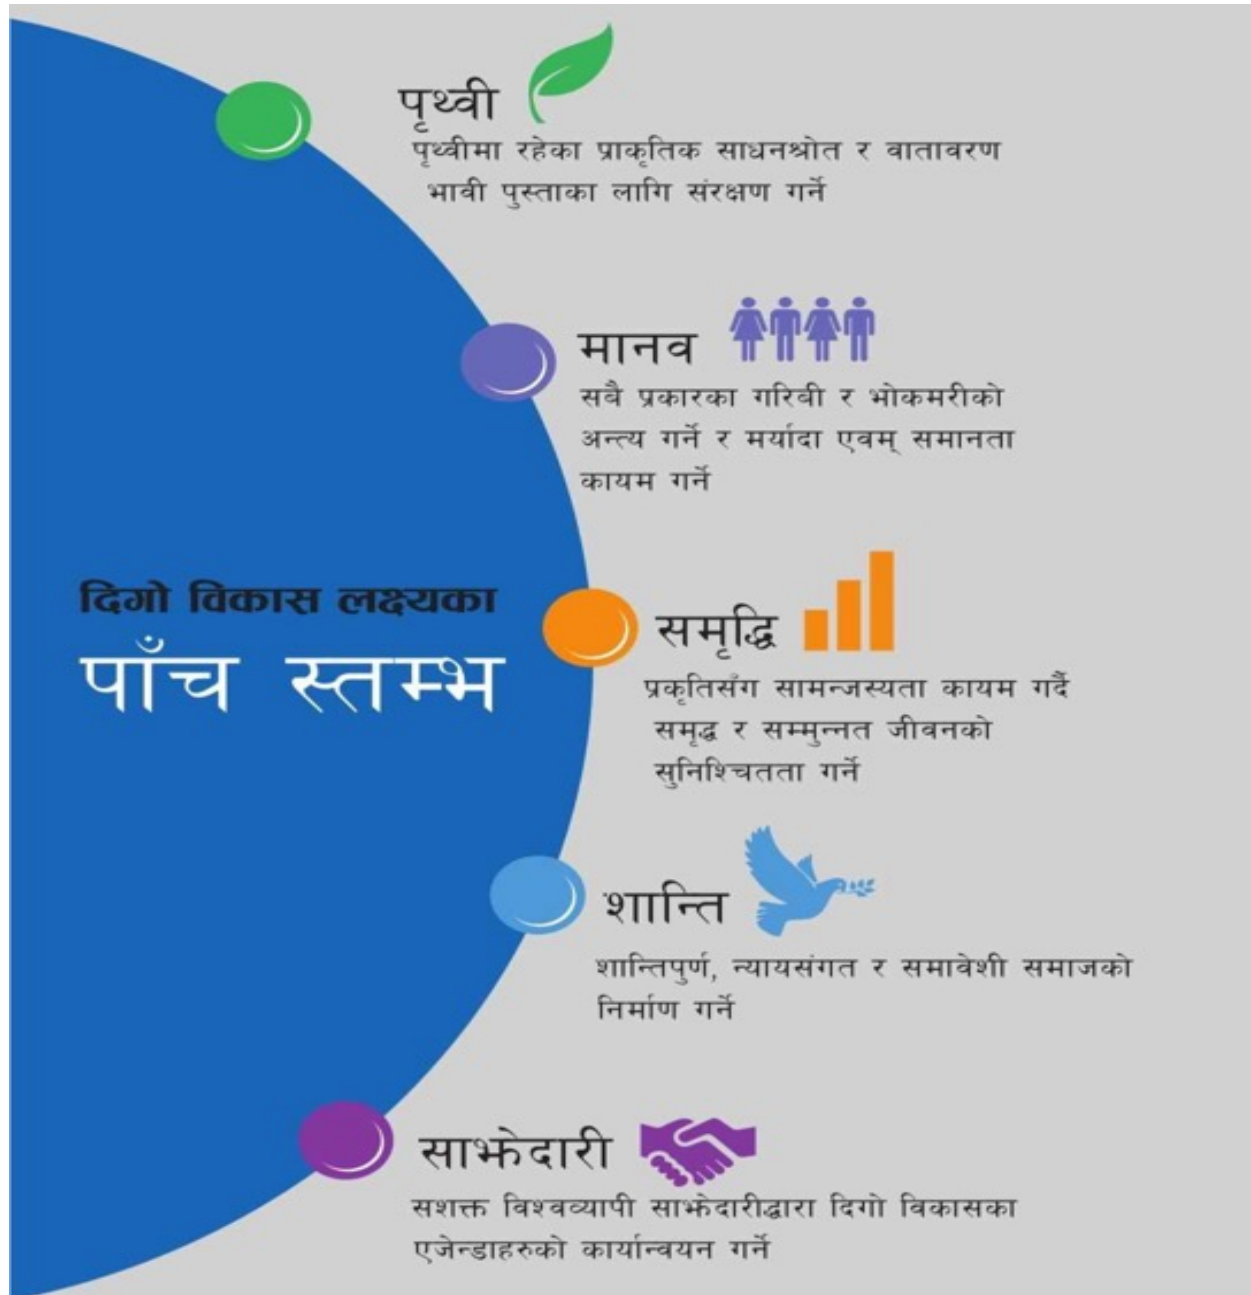 पृथ्वी
पृथ्वीमा रहेका प्राकृतिक साधनश्रोत र वातावरण
भावी पुस्ताका लागि संरक्षण गर्ने
मानव
सबै प्रकारका गरिबी र भोकमरीको
अन्त्य गर्ने र मर्यादा एवम् समानता
कायम गर्ने
दिगो विकास लक्ष्यका
पाँच स्तम्भ
समृद्धि
प्रकृतिसँग सामन्जस्यता कायम गर्दै
समृद्ध र सम्मुन्नत जीवनको
सुनिश्चितता गर्ने
शान्ति
शान्तिपुर्ण, न्यायसंगत र समावेशी समाजको
निर्माण गर्ने
साझेदारी
सशक्त विश्वव्यापी साझेदारीद्धारा दिगो विकासका
एजेन्डाहरुको कार्यान्वयन गर्ने